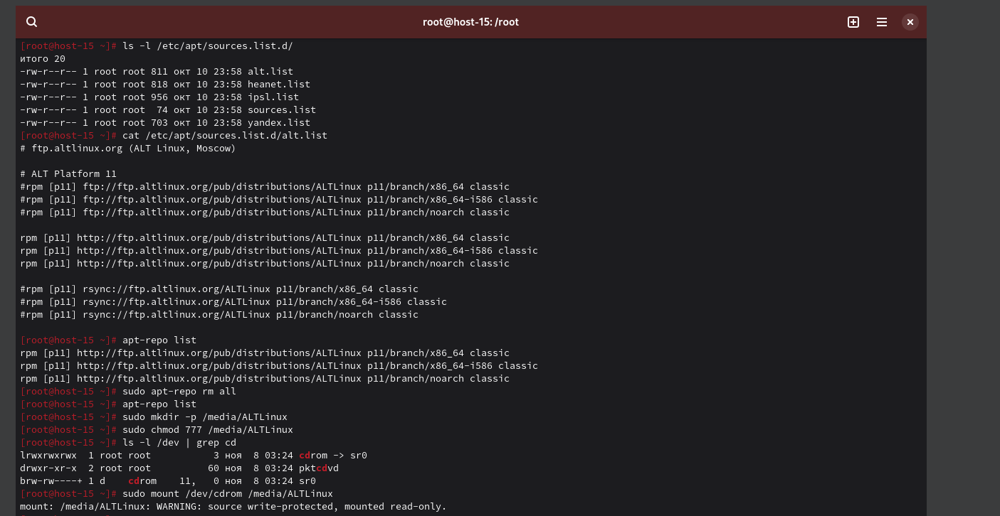 root@host-15: /root
[root@host-15 ~]# ls -l /etc/apt/sources.list.d/
итого 20
-rw-r--r-- 1 root root 811 окт 10 23:58 alt.list
-rw-r--r-- 1 root root 818 окт 10 23:58 heanet.list
-rw-r--r-- 1 root root 956 окт 10 23:58 ipsl.list
-rw-r--r-- 1 root root  74 окт 10 23:58 sources.list
-rw-r--r-- 1 root root 703 окт 10 23:58 yandex.list
[root@host-15 ~]# cat /etc/apt/sources.list.d/alt.list
# ftp.altlinux.org (ALT Linux, Moscow)

# ALT Platform 11
#rpm [p11] ftp://ftp.altlinux.org/pub/distributions/ALTLinux p11/branch/x86_64 classic
#rpm [p11] ftp://ftp.altlinux.org/pub/distributions/ALTLinux p11/branch/x86_64-i586 classic
#rpm [p11] ftp://ftp.altlinux.org/pub/distributions/ALTLinux p11/branch/noarch classic

rpm [p11] http://ftp.altlinux.org/pub/distributions/ALTLinux p11/branch/x86_64 classic
rpm [p11] http://ftp.altlinux.org/pub/distributions/ALTLinux p11/branch/x86_64-i586 classic
rpm [p11] http://ftp.altlinux.org/pub/distributions/ALTLinux p11/branch/noarch classic

#rpm [p11] rsync://ftp.altlinux.org/ALTLinux p11/branch/x86_64 classic
#rpm [p11] rsync://ftp.altlinux.org/ALTLinux p11/branch/x86_64-i586 classic
#rpm [p11] rsync://ftp.altlinux.org/ALTLinux p11/branch/noarch classic

[root@host-15 ~]# apt-repo list
rpm [p11] http://ftp.altlinux.org/pub/distributions/ALTLinux p11/branch/x86_64 classic
rpm [p11] http://ftp.altlinux.org/pub/distributions/ALTLinux p11/branch/x86_64-i586 classic
rpm [p11] http://ftp.altlinux.org/pub/distributions/ALTLinux p11/branch/noarch classic
[root@host-15 ~]# sudo apt-repo rm all
[root@host-15 ~]# apt-repo list
[root@host-15 ~]# sudo mkdir -p /media/ALTLinux
[root@host-15 ~]# sudo chmod 777 /media/ALTLinux
[root@host-15 ~]# ls -l /dev | grep cd
lrwxrwxrwx  1 root root           3 ноя  8 03:24 cdrom -> sr0
drwxr-xr-x  2 root root          60 ноя  8 03:24 pktcdvd
brw-rw----+ 1 d    cdrom    11,   0 ноя  8 03:24 sr0
[root@host-15 ~]# sudo mount /dev/cdrom /media/ALTLinux
mount: /media/ALTLinux: WARNING: source write-protected, mounted read-only.